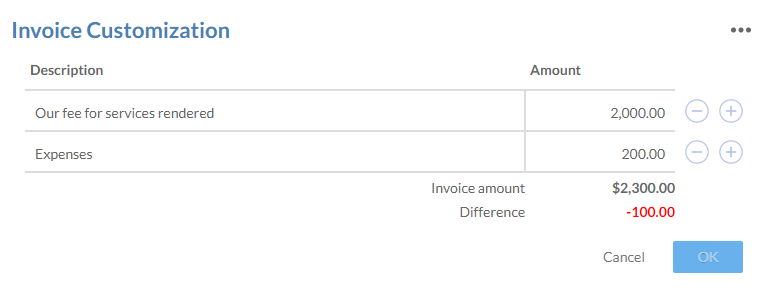 Invoice Customization
Description Amount
Our fee for services rendered 2,000.00
Expenses 200.00
Invoice amount $2,300.00
Difference -100.00
Cancel OK